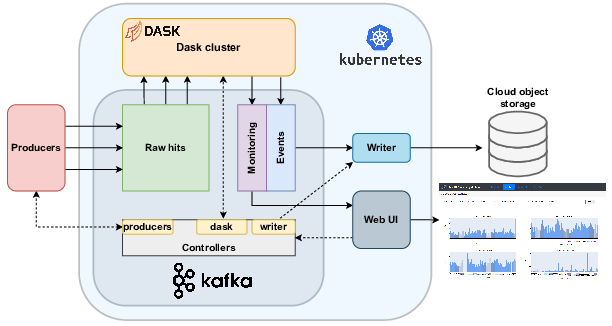 DASK
Dask cluster
kubernetes
Cloud object
storage
Producers
Raw hits
Monitoring
Events
Writer
Web UI
producers
dask
writer
Controllers
kafka